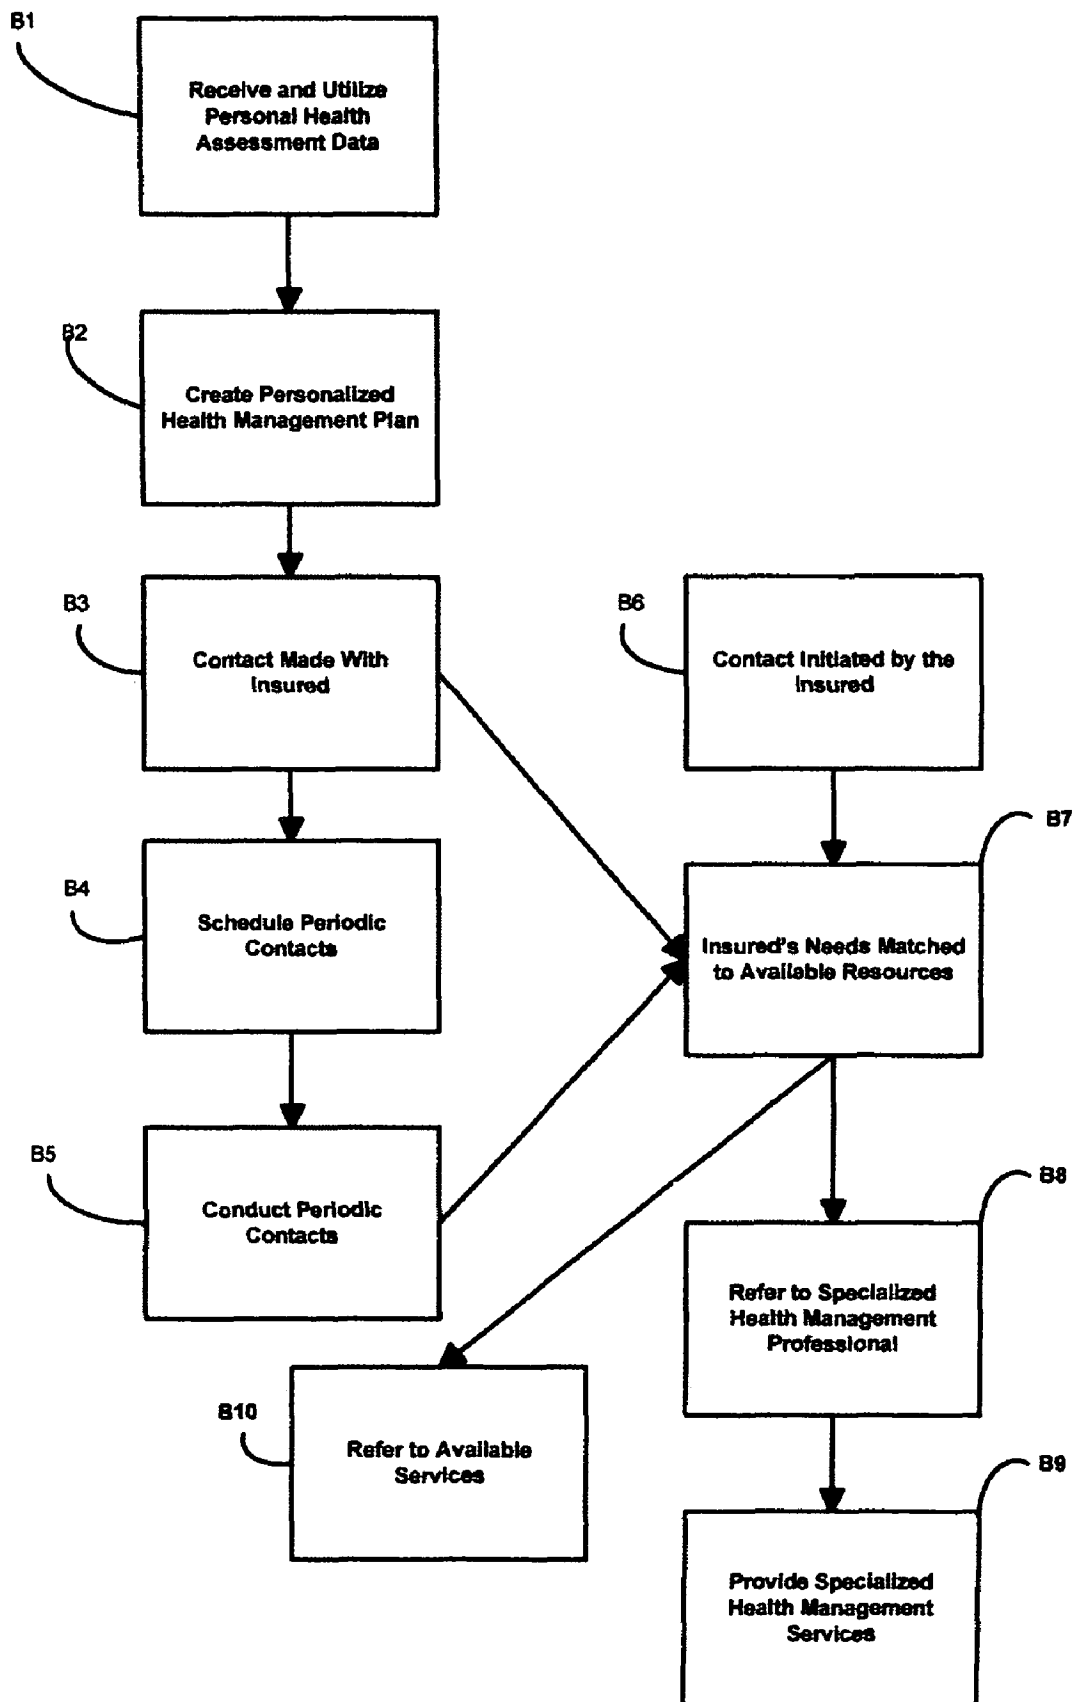 B1
Receive and Utilize
Personal Health
Assessment Data
B2
Create Personalized
Health Management Plan
B3
Contact Made With
Insured
B6
Contact Initiated by the
Insured
B4
Schedule Periodic
Contacts
B7
Insured's Needs Matched
to Available Resources
B5
Conduct Periodic
Contacts
B8
Refer to Specialized
Health Management
Professional
B10
Refer to Available
Services
B9
Provide Specialized
Health Management
Services